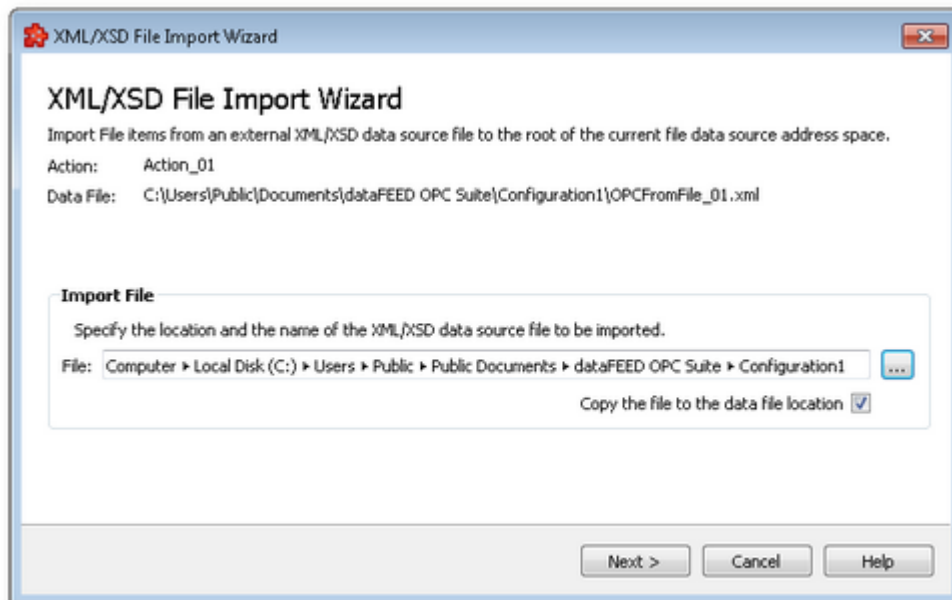 XML/XSD File Import Wizard
XML/XSD File Import Wizard
Import File items from an external XML/XSD data source file to the root of the current file data source address space.
Action: Action_01
Data File: C:\Users\Public\Documents\dataFEED OPC Suite\Configuration1\OPCFromFile_01.xml
Import File
Specify the location and the name of the XML/XSD data source file to be imported.
File: Computer ▸ Local Disk (C:) ▸ Users ▸ Public ▸ Public Documents ▸ dataFEED OPC Suite ▸ Configuration1 ...
Copy the file to the data file location
Next > Cancel Help